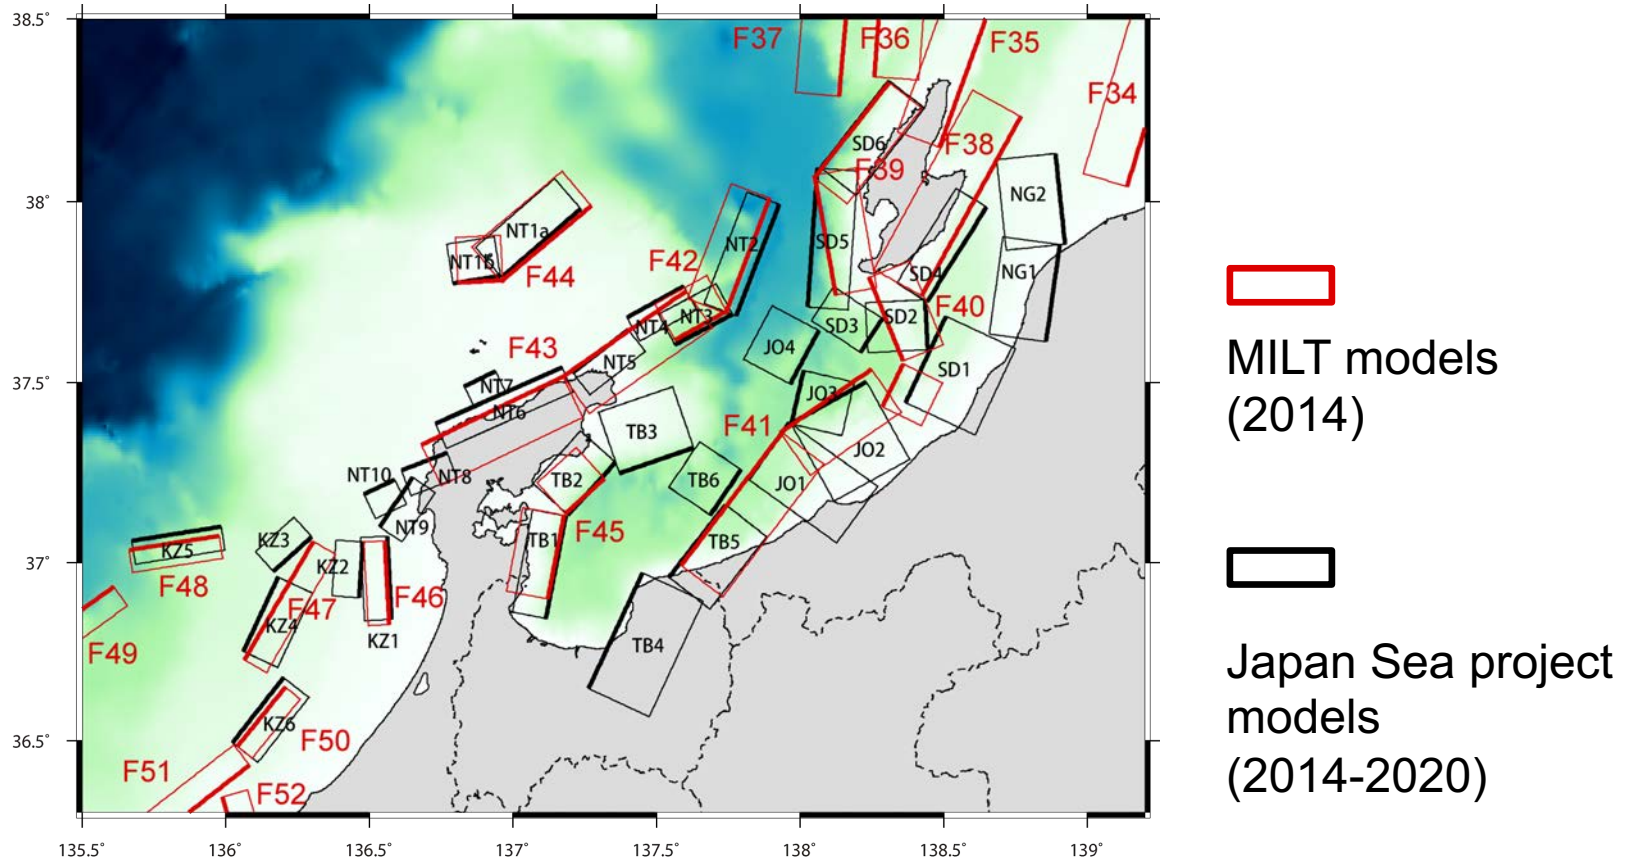 38.5°
38°
37.5°
37°
36.5°
135.5°
136°
136.5°
137°
137.5°
138°
138.5°
139°
F37
F36
F35
F34
SD6
F38
F39
NG2
NT1a
NT1b
F44
F42
NT2
SD5
SD4
NG1
F40
NT3
NT4
SD3
SD2
F43
NT5
JO4
SD1
NT7
NT6
JO3
F41
TB3
JO2
NT10
NT8
TB2
TB6
JO1
NT9
F45
TB1
TB5
KZ5
KZ3
KZ2
F48
F47
F46
KZ4
KZ1
F49
TB4
KZ6
F50
F51
F52
MILT models
(2014)
Japan Sea project
models
(2014-2020)